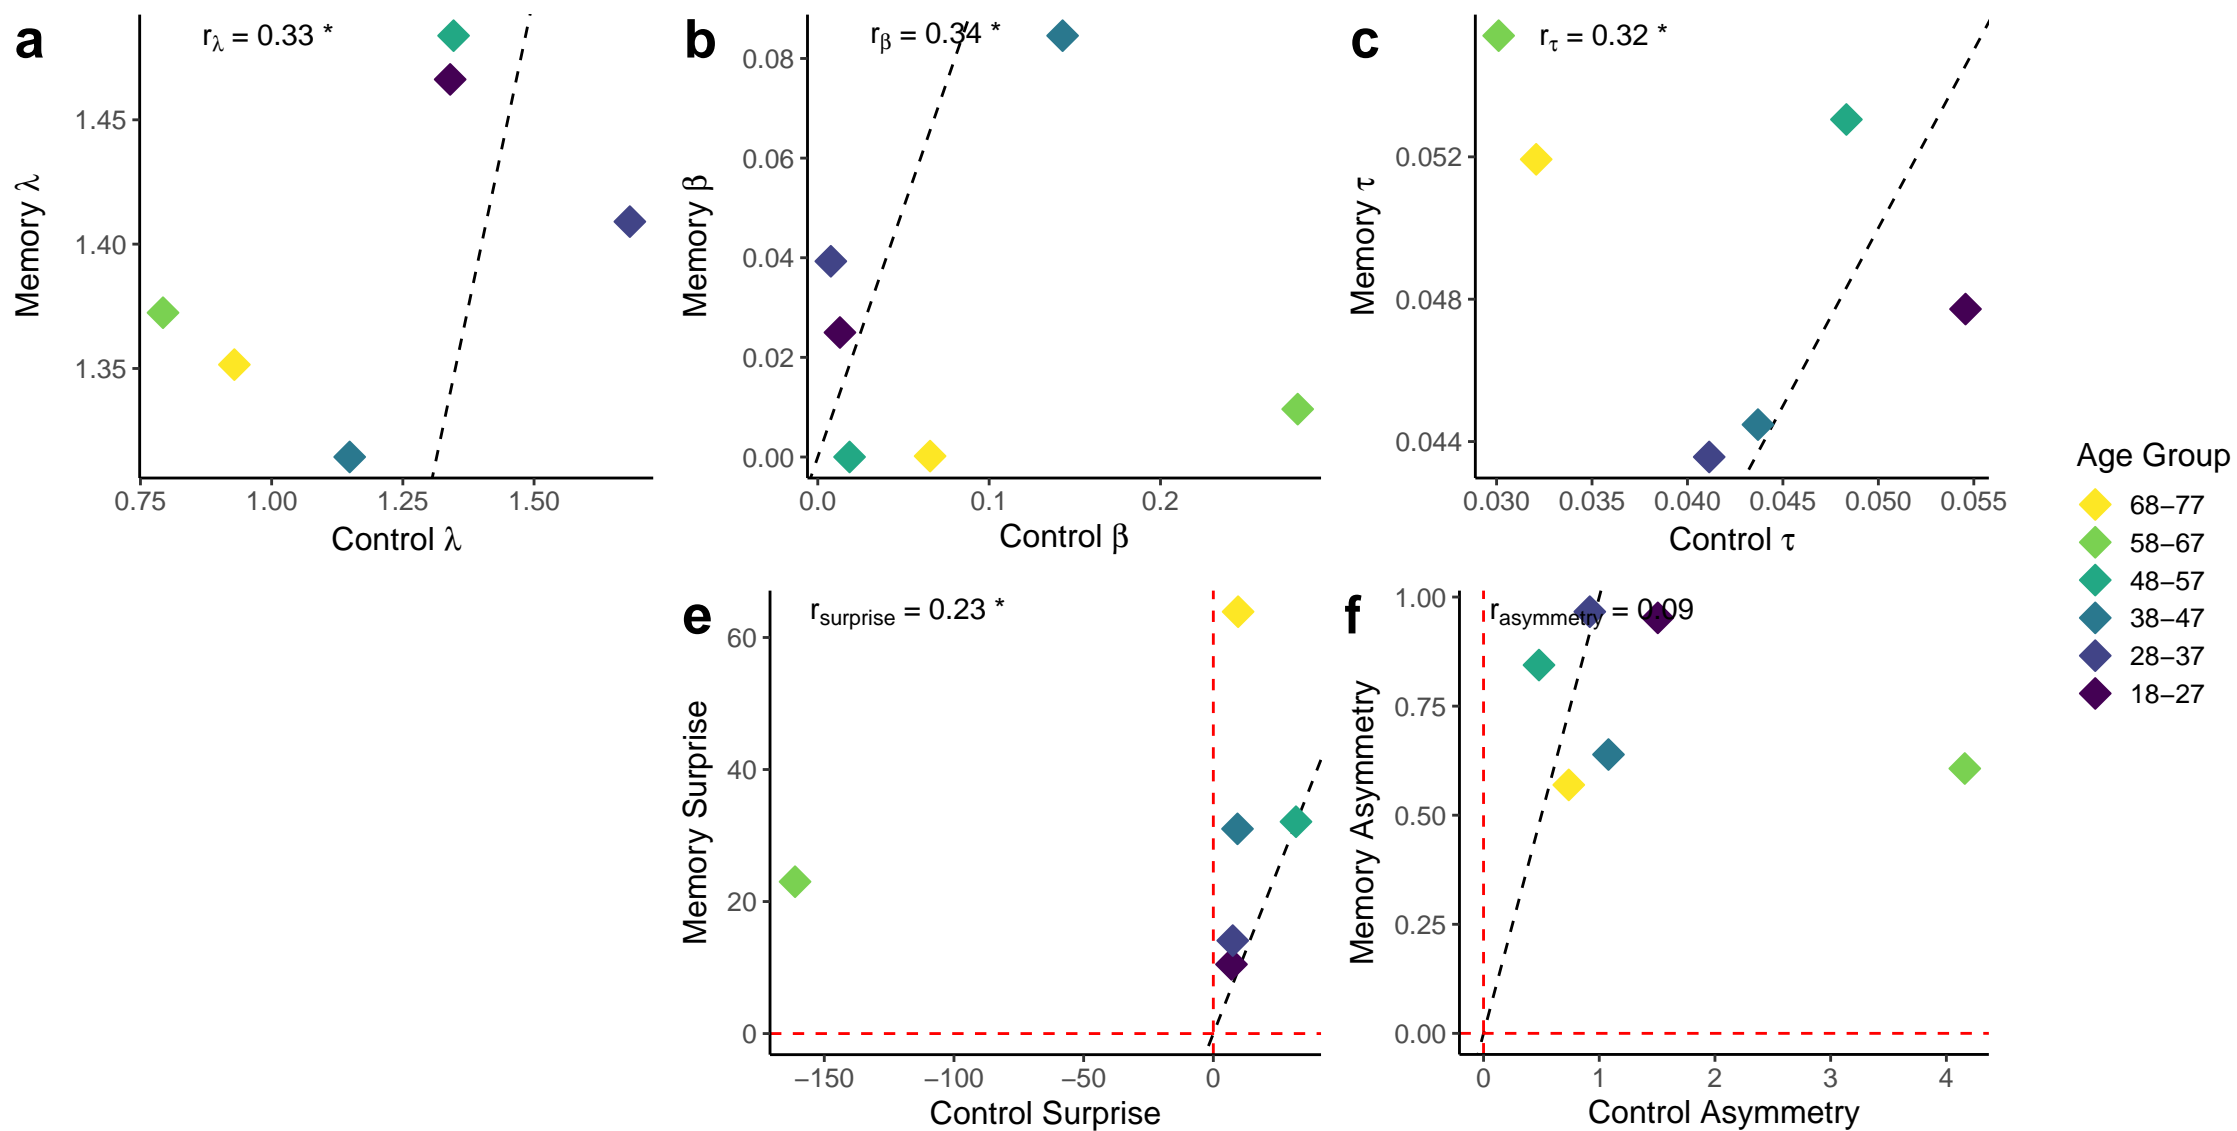 a
rλ = 0.33 *
1.45
1.40
1.35
Memory λ
0.75 1.00 1.25 1.50
Control λ
b
rβ = 0.34 *
0.08
0.06
0.04
0.02
0.00
Memory β
0.0 0.1 0.2
Control β
c
rτ = 0.32 *
0.052
0.048
0.044
Memory τ
0.030 0.035 0.040 0.045 0.050 0.055
Control τ
e
rsurprise = 0.23 *
60
40
20
0
Memory Surprise
−150 −100 −50 0
Control Surprise
f
rasymmetry = 0.09
1.00
0.75
0.50
0.25
0.00
Memory Asymmetry
0 1 2 3 4
Control Asymmetry
Age Group
68−77
58−67
48−57
38−47
28−37
18−27